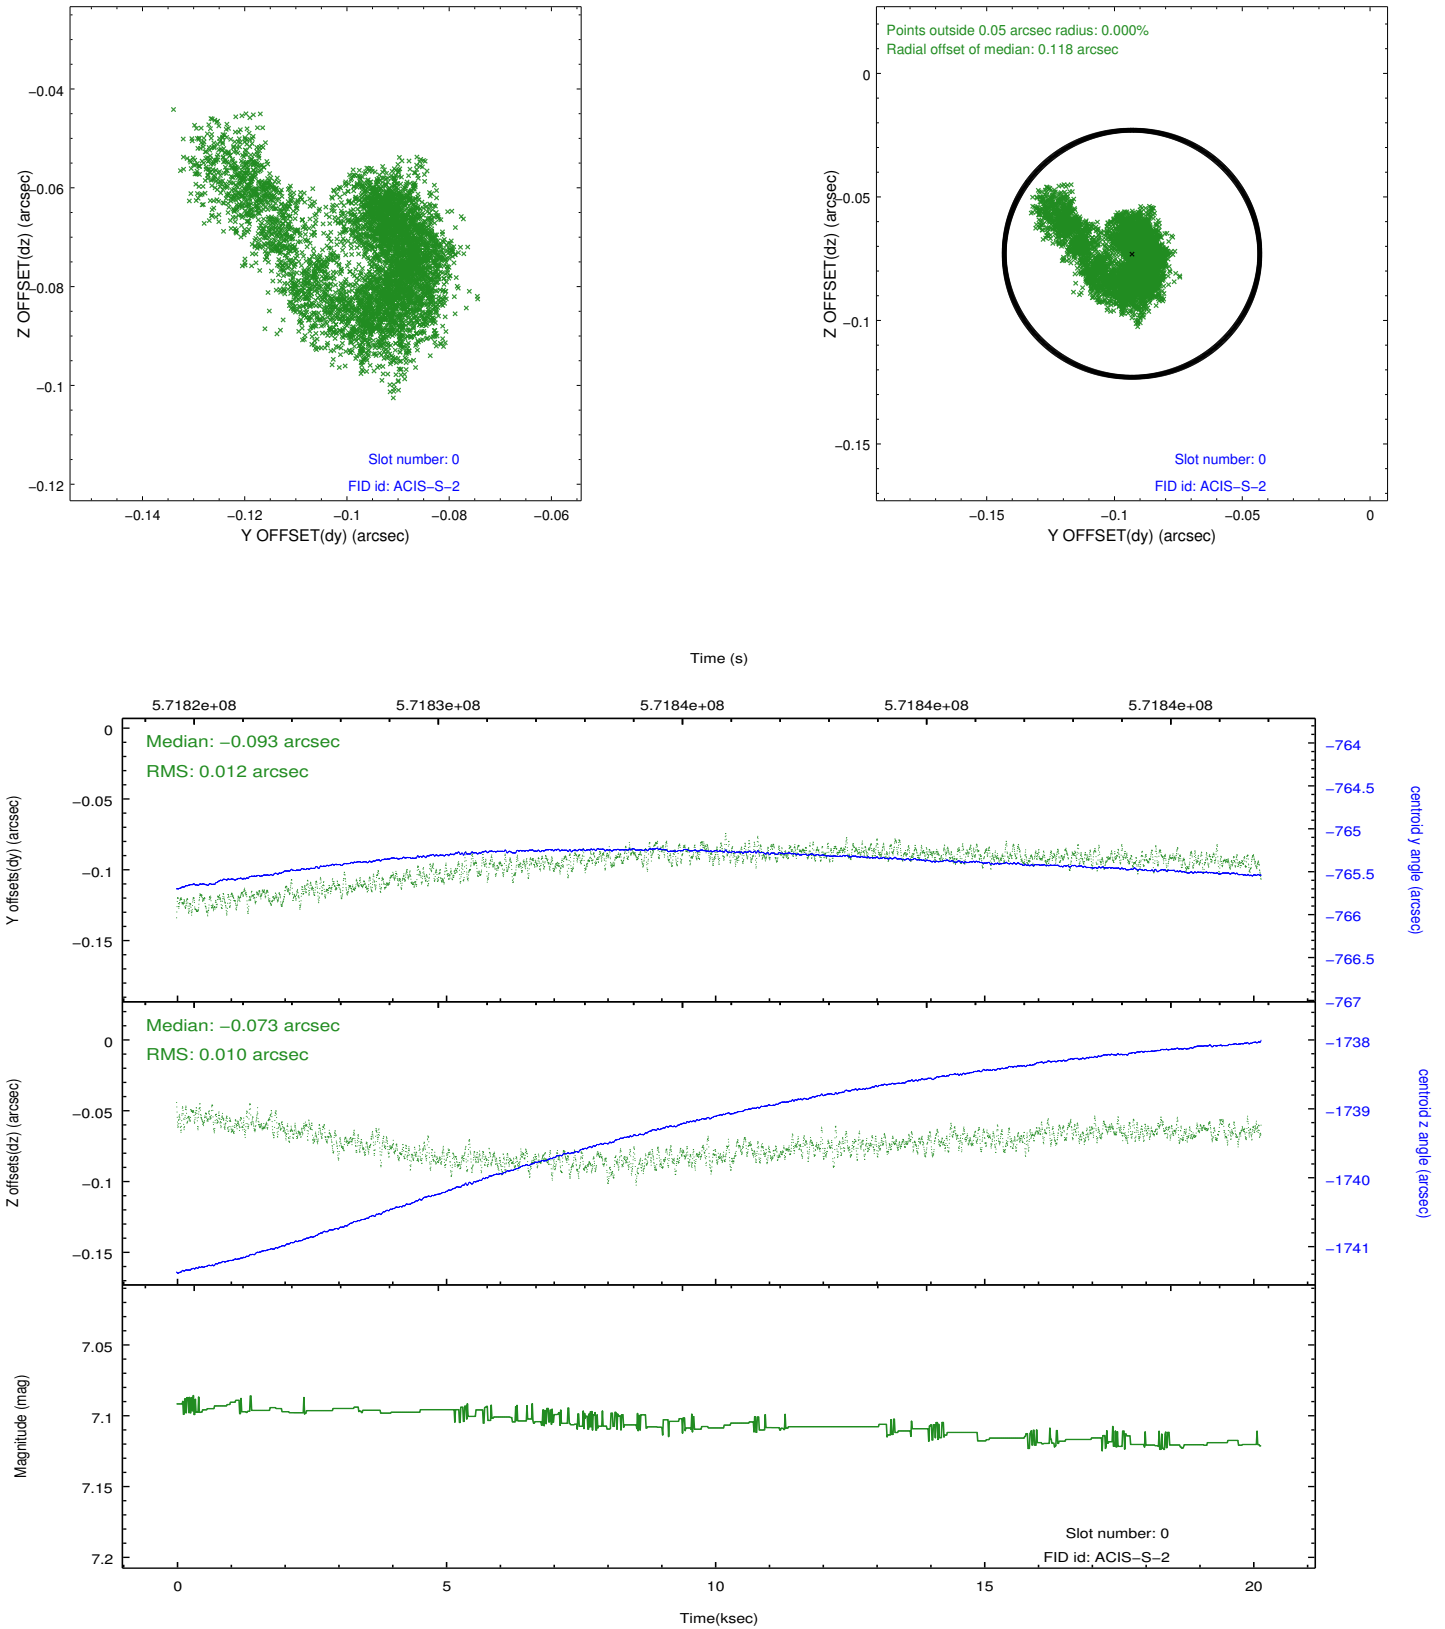 −0.04
−0.06
−0.08
−0.1
−0.12
Z OFFSET(dz) (arcsec)
Slot number: 0
FID id: ACIS−S−2
−0.14
−0.12
−0.1
−0.08
−0.06
Y OFFSET(dy) (arcsec)
Points outside 0.05 arcsec radius: 0.000%
Radial offset of median: 0.118 arcsec
0
−0.05
−0.1
−0.15
Z OFFSET(dz) (arcsec)
Slot number: 0
FID id: ACIS−S−2
−0.15
−0.1
−0.05
0
Y OFFSET(dy) (arcsec)
Time (s)
5.7182e+08
5.7183e+08
5.7184e+08
5.7184e+08
5.7184e+08
Median: −0.093 arcsec
RMS: 0.012 arcsec
0
−0.05
−0.1
−0.15
Y offsets(dy) (arcsec)
−764
−764.5
−765
−765.5
−766
−766.5
−767
centroid y angle (arcsec)
Median: −0.073 arcsec
RMS: 0.010 arcsec
0
−0.05
−0.1
−0.15
Z offsets(dz) (arcsec)
−1738
−1739
−1740
−1741
centroid z angle (arcsec)
7.05
7.1
7.15
7.2
Magnitude (mag)
Slot number: 0
FID id: ACIS−S−2
0
5
10
15
20
Time(ksec)